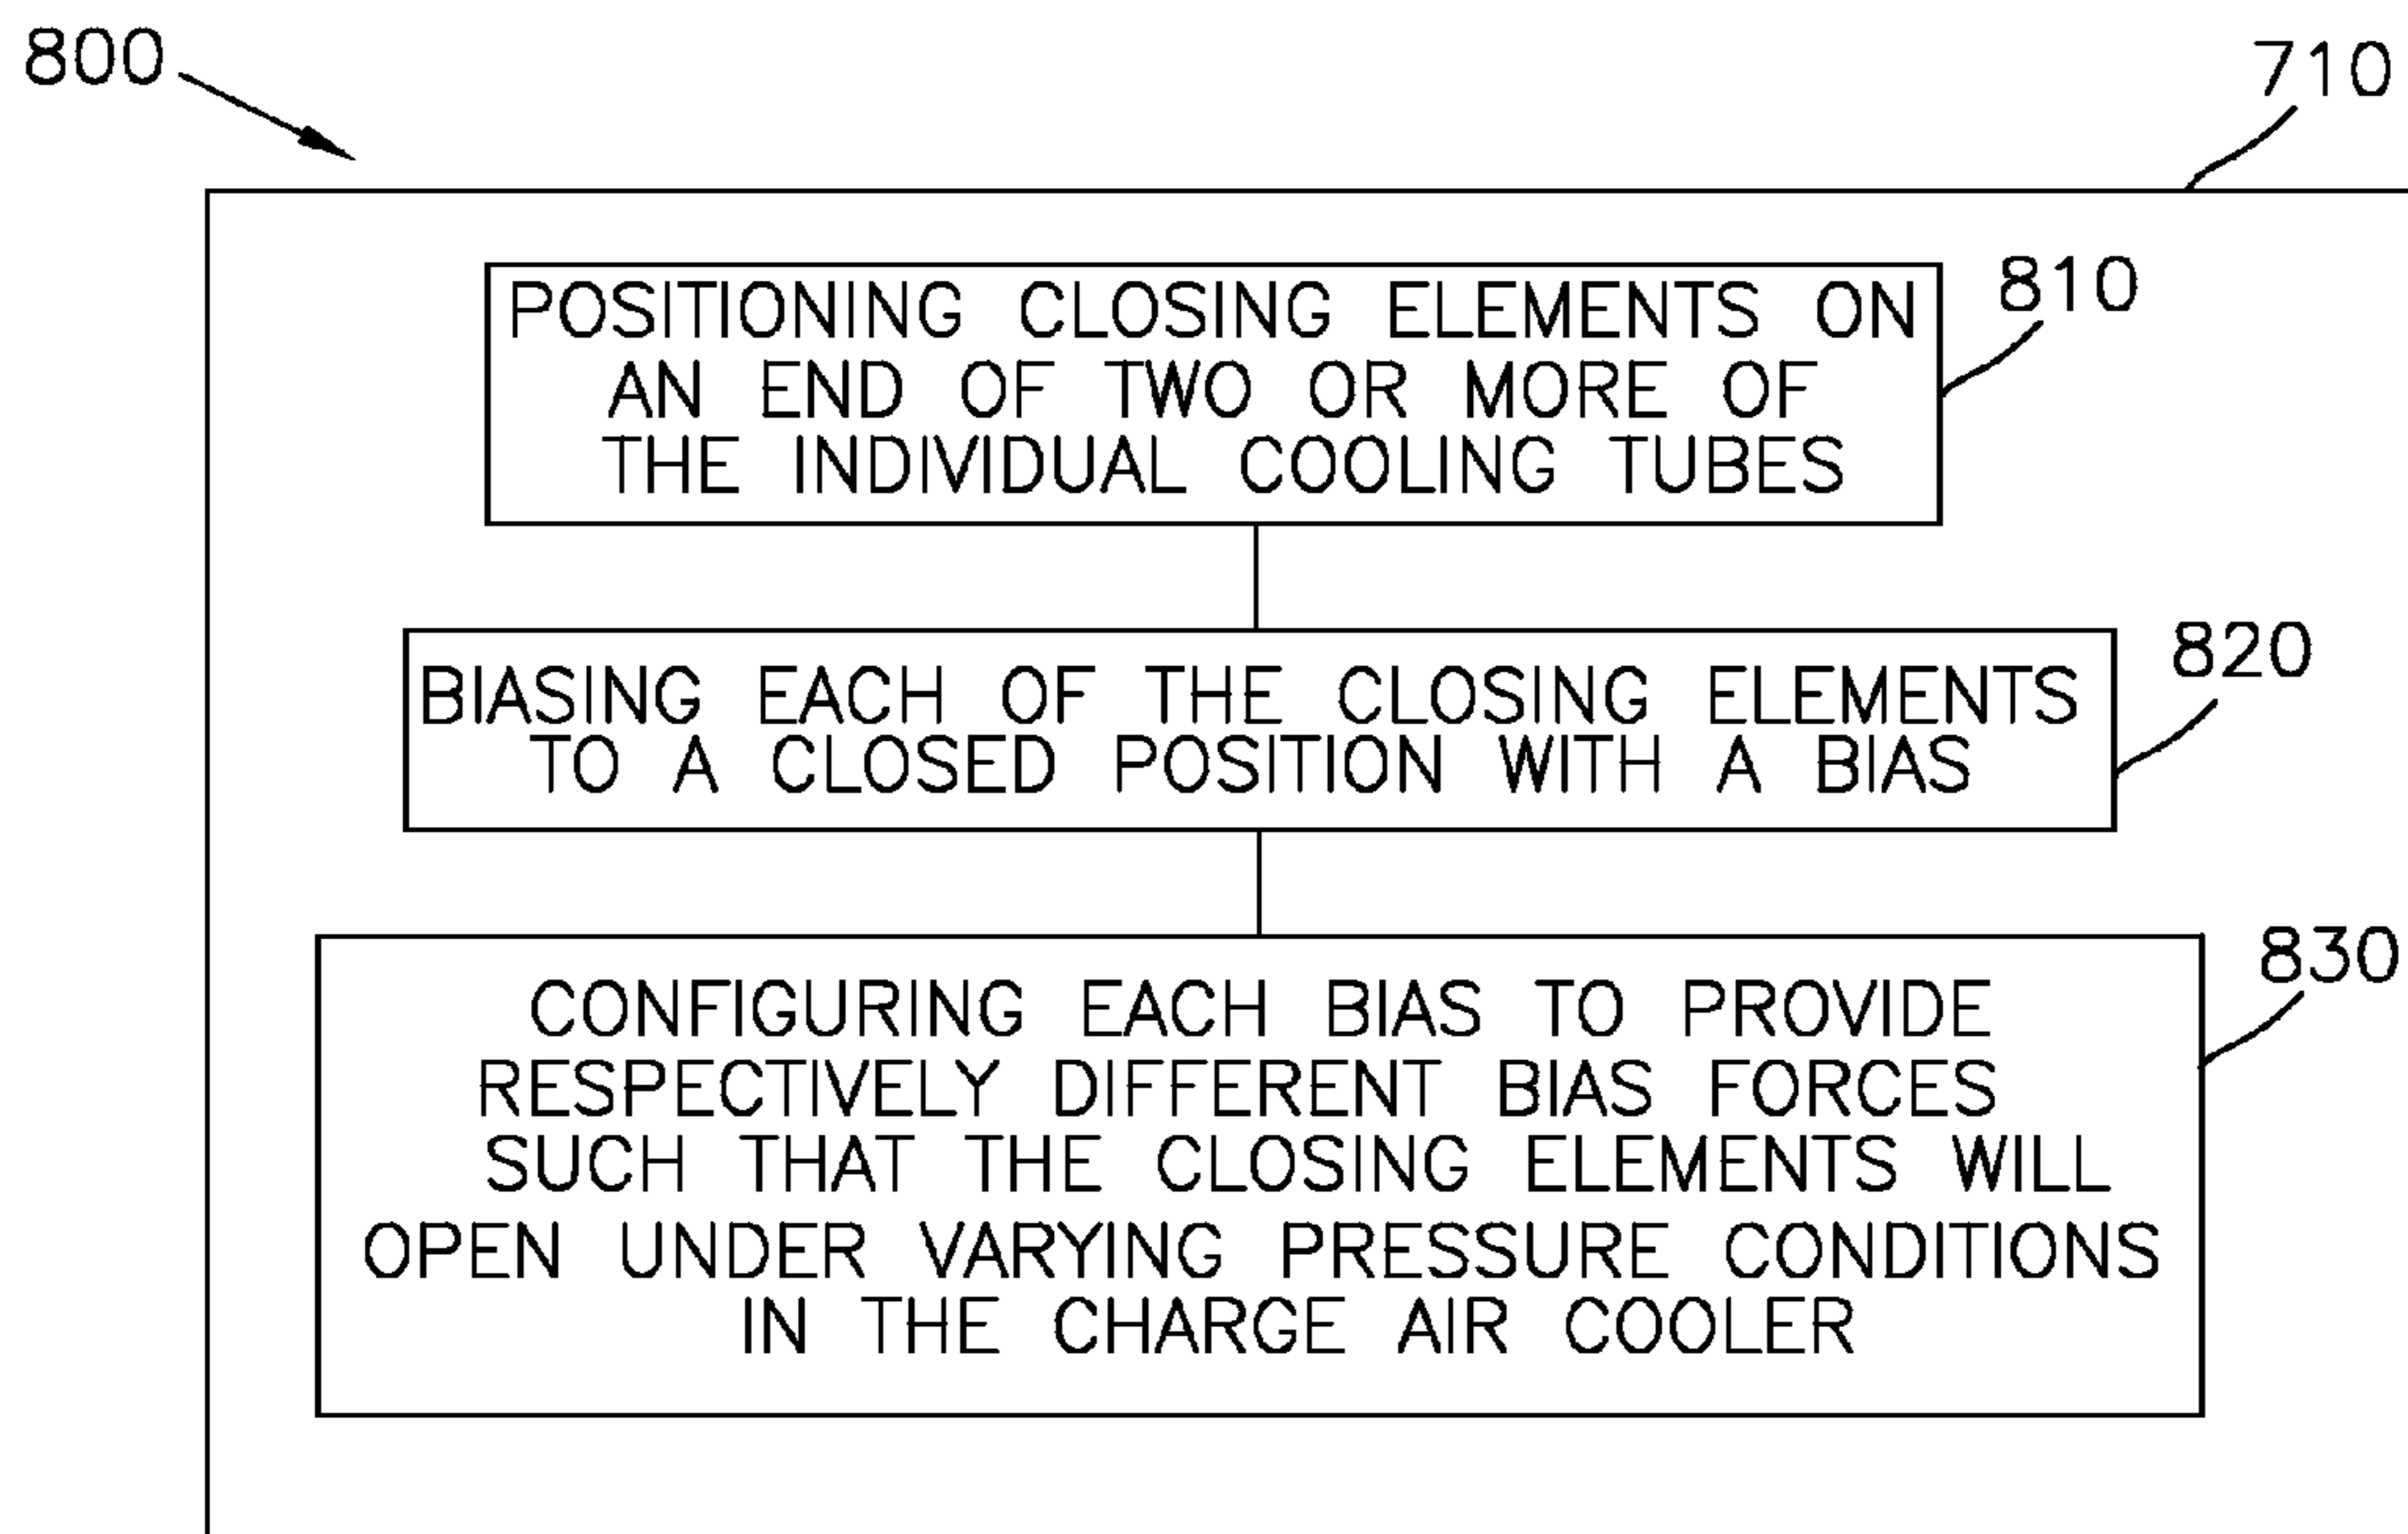 800
710
POSITIONING CLOSING ELEMENTS ON
AN END OF TWO OR MORE OF
THE INDIVIDUAL COOLING TUBES
810
BIASING EACH OF THE CLOSING ELEMENTS
TO A CLOSED POSITION WITH A BIAS
820
CONFIGURING EACH BIAS TO PROVIDE
RESPECTIVELY DIFFERENT BIAS FORCES
SUCH THAT THE CLOSING ELEMENTS WILL
OPEN UNDER VARYING PRESSURE CONDITIONS
IN THE CHARGE AIR COOLER
830